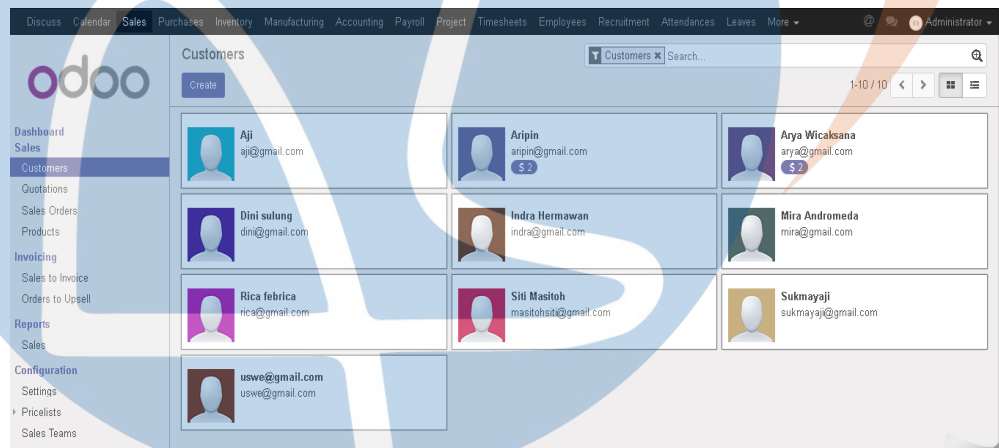 Discuss Calendar Sales Purchases Inventory Manufacturing Accounting Payroll Project Timesheets Employees Recruitment Attendances Leaves More @ Administrator
odoo
Customers
Customers × Search...
Create
1-10 / 10
Dashboard
Sales
Customers
Quotations
Sales Orders
Products
Invoicing
Sales to Invoice
Orders to Upsell
Reports
Sales
Configuration
Settings
Pricelists
Sales Teams
Aji
aji@gmail.com
Aripin
aripin@gmail.com
$ 2
Arya Wicaksana
arya@gmail.com
$ 2
Dini sulung
dini@gmail.com
Indra Hermawan
indra@gmail.com
Mira Andromeda
mira@gmail.com
Rica febrica
rica@gmail.com
Siti Masitoh
masitohsiti@gmail.com
Sukmayaji
sukmayaji@gmail.com
uswe@gmail.com
uswe@gmail.com